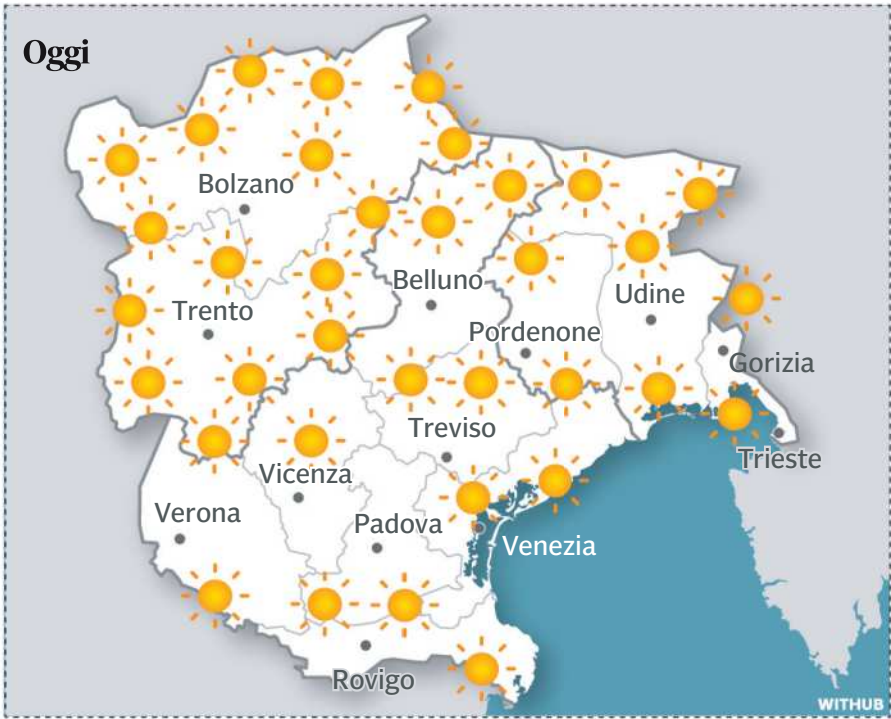 Oggi
Bolzano
Belluno
Trento
Udine
Pordenone
Gorizia
Treviso
Trieste
Vicenza
Verona
Padova
Venezia
Rovigo
WITHUB